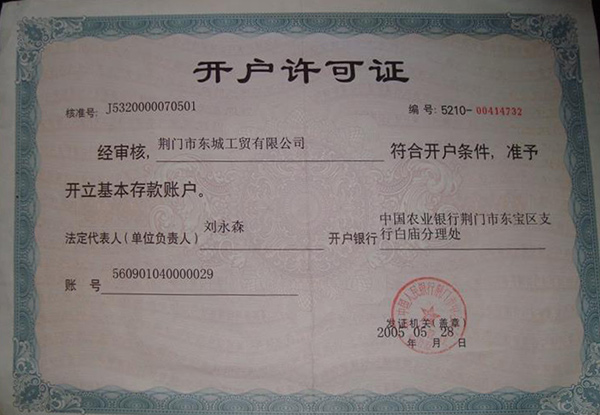 开户许可证
核准号: J5320000070501 编号: 5210-00414732
经审核, 荆门市东城工贸有限公司 符合开户条件, 准予
开立基本存款账户。
法定代表人(单位负责人) 刘永森 开户银行 中国农业银行荆门市东宝区支
行白庙分理处
账号 560901040000029
发证机关(盖章)
2005 05 28
年 月 日